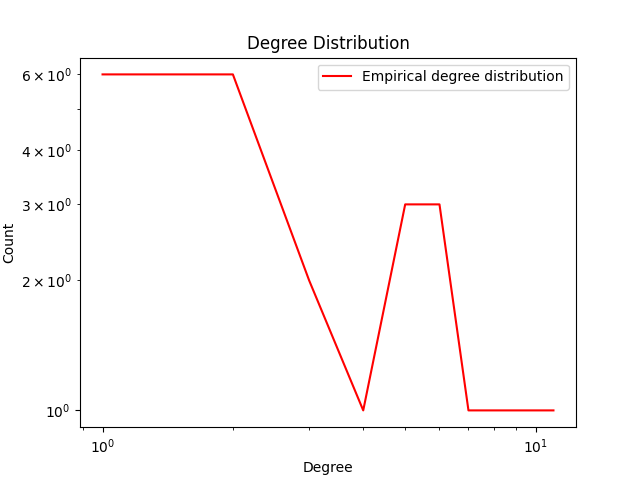 Degree Distribution
Empirical degree distribution
6 × 10⁰
4 × 10⁰
3 × 10⁰
2 × 10⁰
10⁰
Count
10⁰ 10¹
Degree